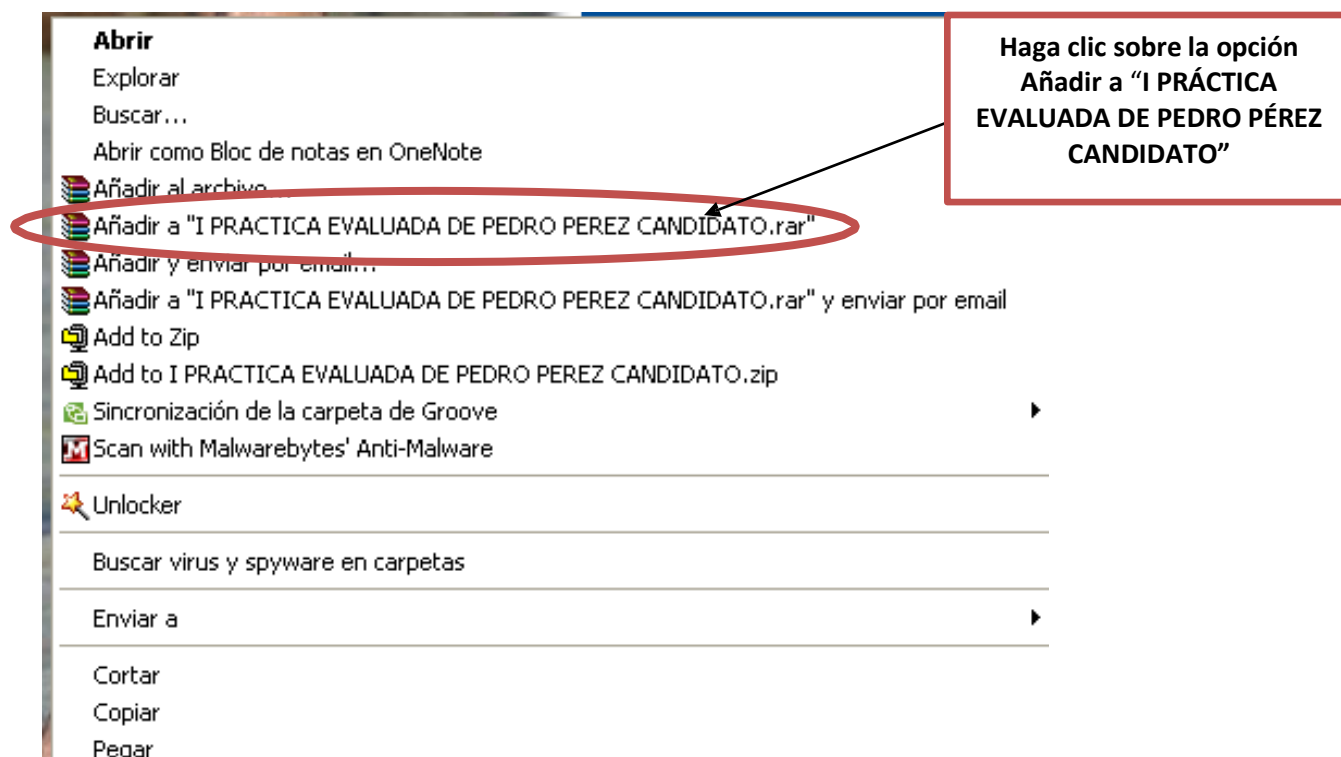 Abrir
Explorar
Buscar...
Abrir como Bloc de notas en OneNote
Añadir al archivo...
Añadir a "I PRACTICA EVALUADA DE PEDRO PEREZ CANDIDATO.rar"
Añadir y enviar por email...
Añadir a "I PRACTICA EVALUADA DE PEDRO PEREZ CANDIDATO.rar" y enviar por email
Add to Zip
Add to I PRACTICA EVALUADA DE PEDRO PEREZ CANDIDATO.zip
Sincronización de la carpeta de Groove
Scan with Malwarebytes' Anti-Malware
Unlocker
Buscar virus y spyware en carpetas
Enviar a
Cortar
Copiar
Pegar
Haga clic sobre la opción
Añadir a “I PRÁCTICA
EVALUADA DE PEDRO PÉREZ
CANDIDATO”